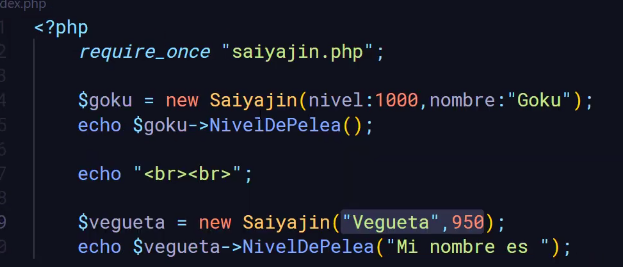 dex.php
<?php
require_once "saiyajin.php";
$goku = new Saiyajin(nivel:1000,nombre:"Goku");
echo $goku->NivelDePelea();
echo "<br><br>";
$vegueta = new Saiyajin("Vegueta",950);
echo $vegueta->NivelDePelea("Mi nombre es ");